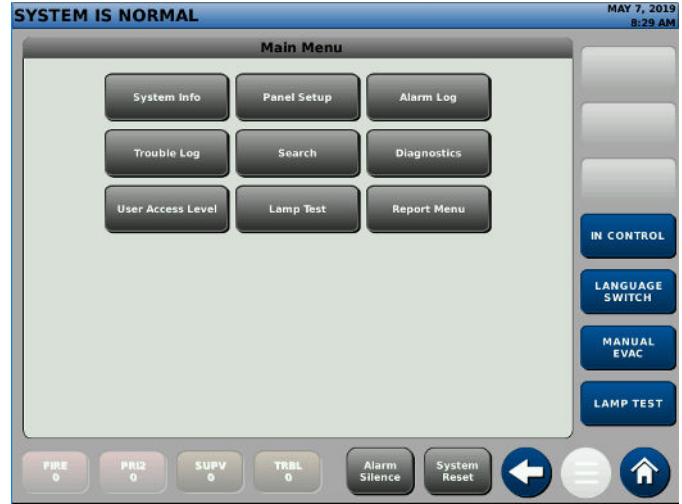 SYSTEM IS NORMAL
MAY 7, 2019
8:29 AM
Main Menu
System Info
Panel Setup
Alarm Log
Trouble Log
Search
Diagnostics
User Access Level
Lamp Test
Report Menu
IN CONTROL
LANGUAGE
SWITCH
MANUAL
EVAC
LAMP TEST
FIRE
0
PRI2
0
SUPV
0
TRBL
0
Alarm
Silence
System
Reset